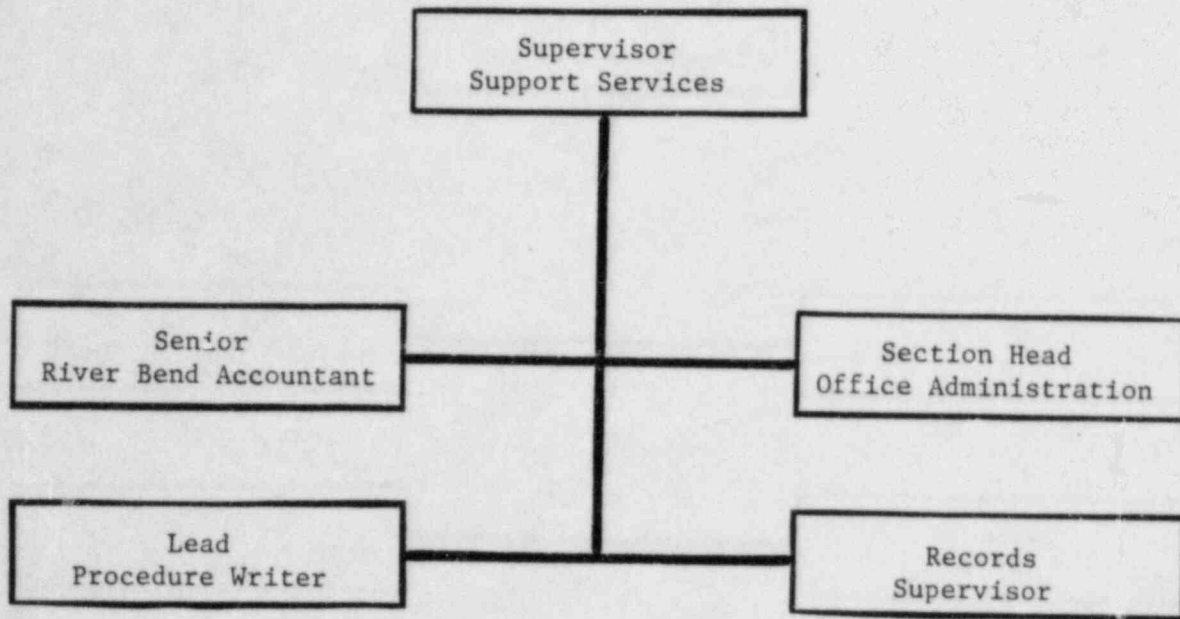 Supervisor
Support Services
Senior
River Bend Accountant
Section Head
Office Administration
Lead
Procedure Writer
Records
Supervisor